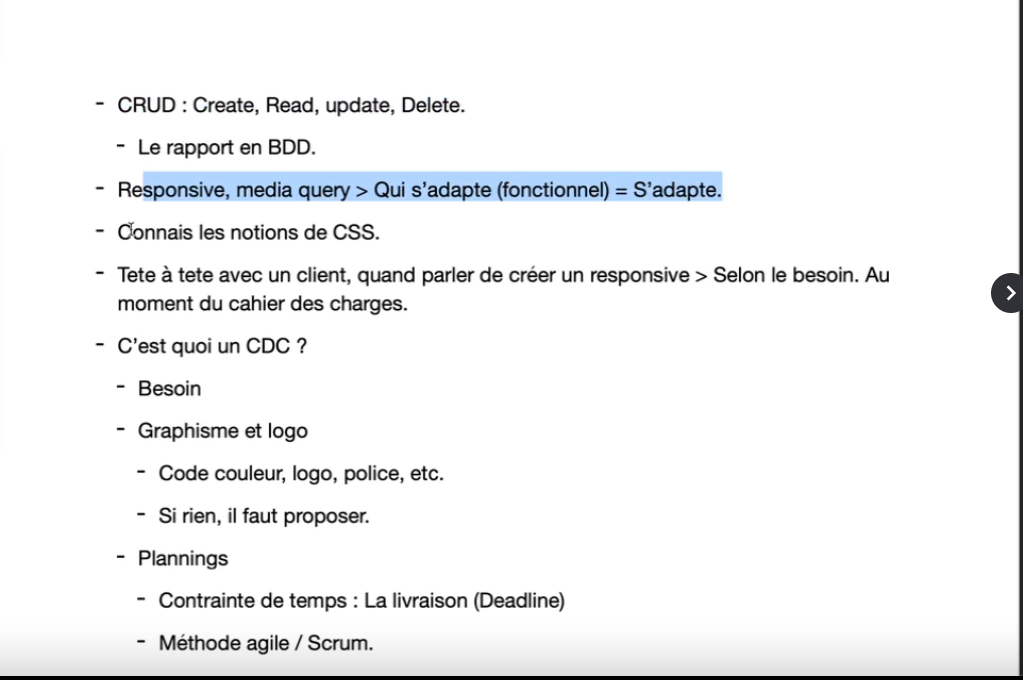 - CRUD : Create, Read, update, Delete.
- Le rapport en BDD.
- Responsive, media query > Qui s'adapte (fonctionnel) = S'adapte.
- Connais les notions de CSS.
- Tete à tete avec un client, quand parler de créer un responsive > Selon le besoin. Au
moment du cahier des charges.
- C'est quoi un CDC ?
- Besoin
- Graphisme et logo
- Code couleur, logo, police, etc.
- Si rien, il faut proposer.
- Plannings
- Contrainte de temps : La livraison (Deadline)
- Méthode agile / Scrum.